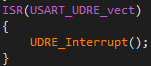 ISR(USART_UDRE_vect)
{
UDRE_Interrupt();
}